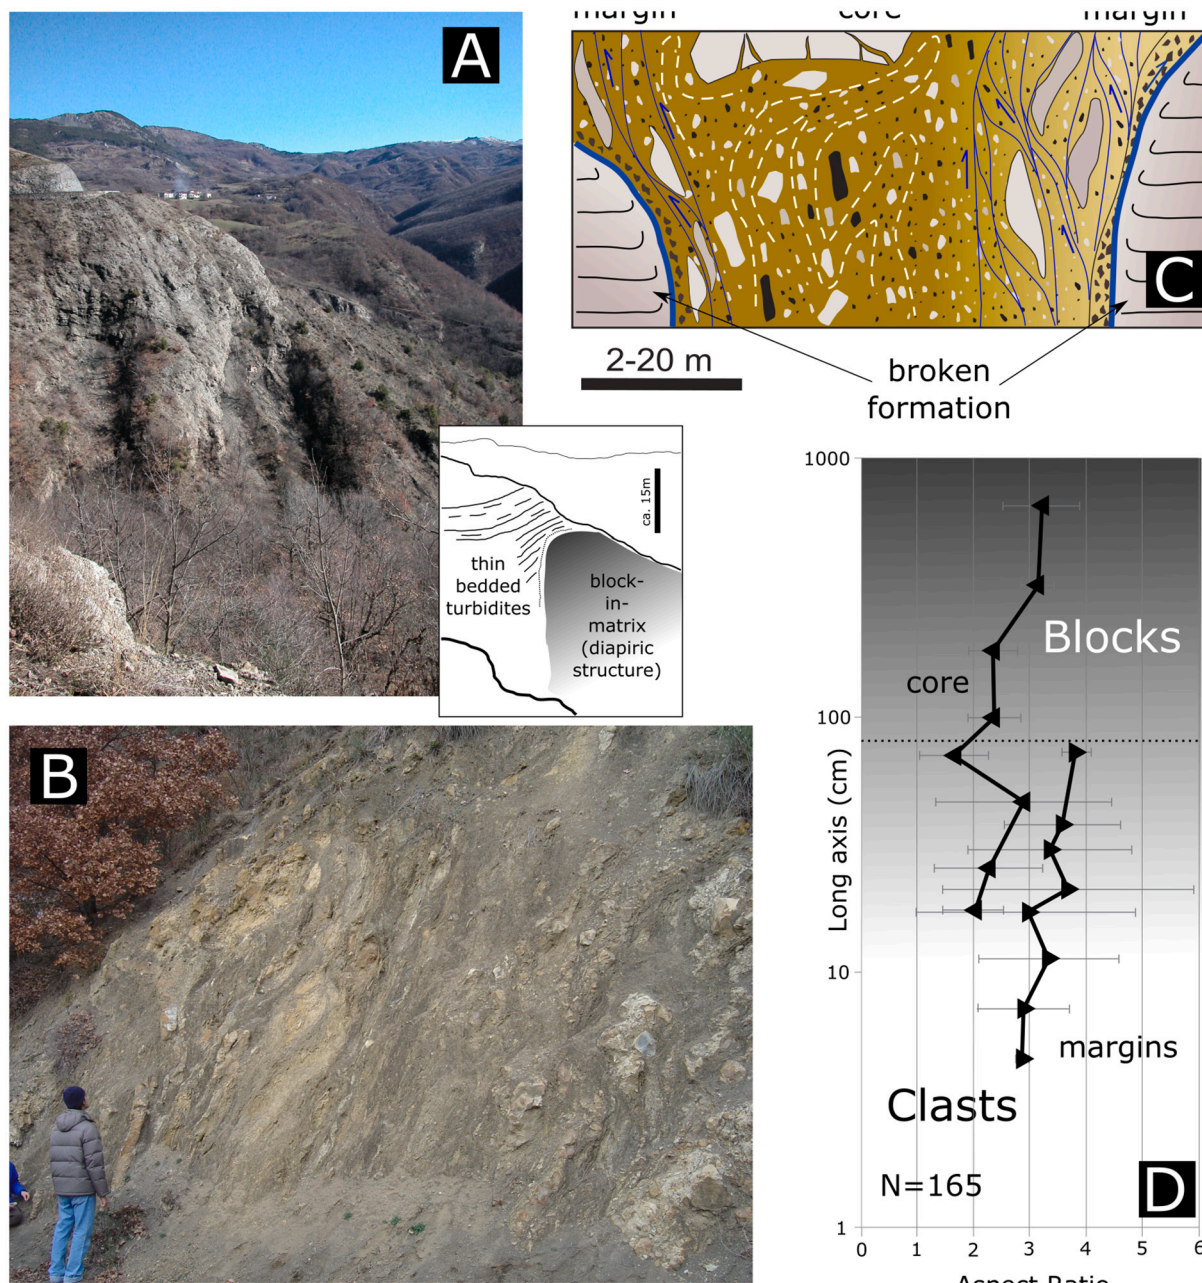 A
margin
core
margin
C
2-20 m
broken
formation
ca. 15m
thin
bedded
turbidites
block-
in-
matrix
(diapiric
structure)
B
1000
100
10
1
Long axis (cm)
Blocks
core
margins
Clasts
N=165
D
0 1 2 3 4 5 6
Aspect Ratio